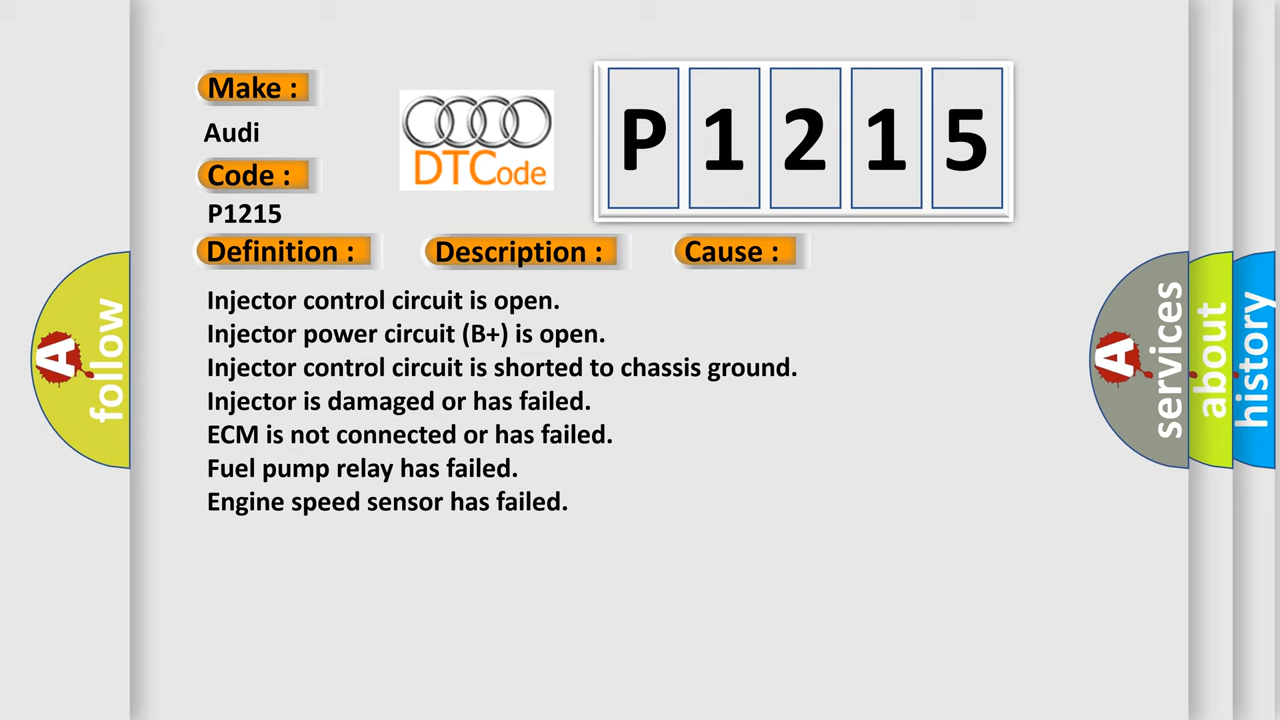 Make :
Audi
Code :
P1215
DTCode
P 1 2 1 5
Definition :
Description :
Cause :
Injector control circuit is open.
Injector power circuit (B+) is open.
Injector control circuit is shorted to chassis ground.
Injector is damaged or has failed.
ECM is not connected or has failed.
Fuel pump relay has failed.
Engine speed sensor has failed.
A
follow
A
services
about
history